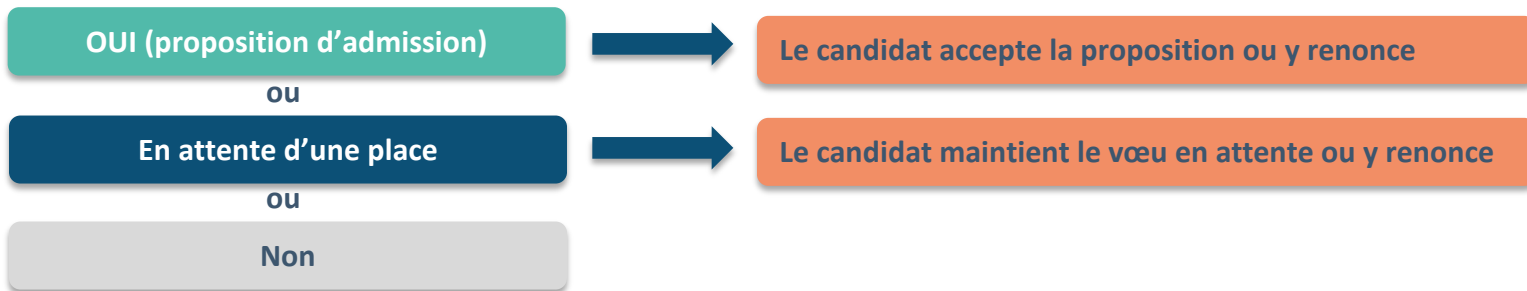 OUI (proposition d’admission)
Le candidat accepte la proposition ou y renonce
ou
En attente d’une place
Le candidat maintient le vœu en attente ou y renonce
ou
Non